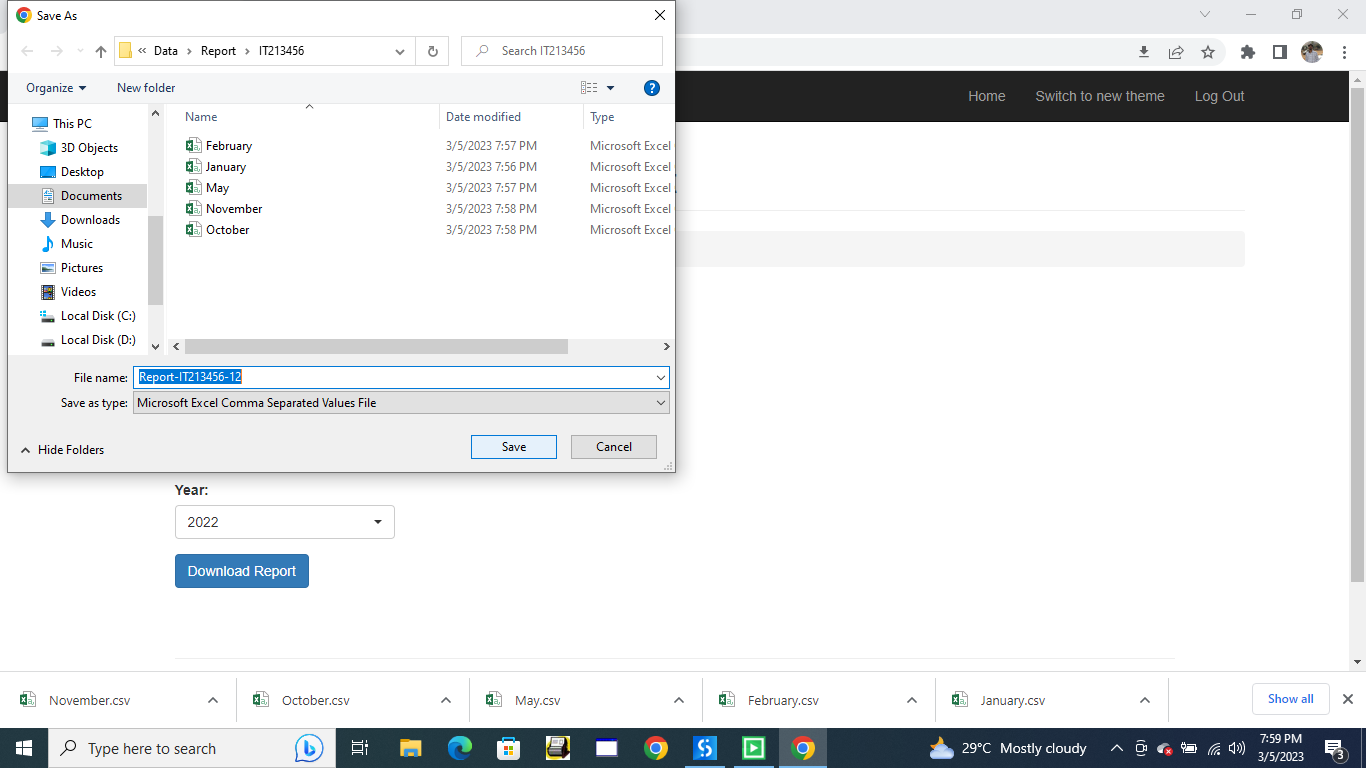 Save As
« Data > Report > IT213456
Search IT213456
Organize
New folder
Home
Switch to new theme
Log Out
This PC
3D Objects
Desktop
Documents
Downloads
Music
Pictures
Videos
Local Disk (C:)
Local Disk (D:)
Name Date modified Type
February 3/5/2023 7:57 PM Microsoft Excel
January 3/5/2023 7:56 PM Microsoft Excel
May 3/5/2023 7:57 PM Microsoft Excel
November 3/5/2023 7:58 PM Microsoft Excel
October 3/5/2023 7:58 PM Microsoft Excel
File name: Report-IT213456-12
Save as type: Microsoft Excel Comma Separated Values File
Hide Folders
Save
Cancel
Year:
2022
Download Report
November.csv
October.csv
May.csv
February.csv
January.csv
Show all
Type here to search
29°C Mostly cloudy
7:59 PM
3/5/2023
3